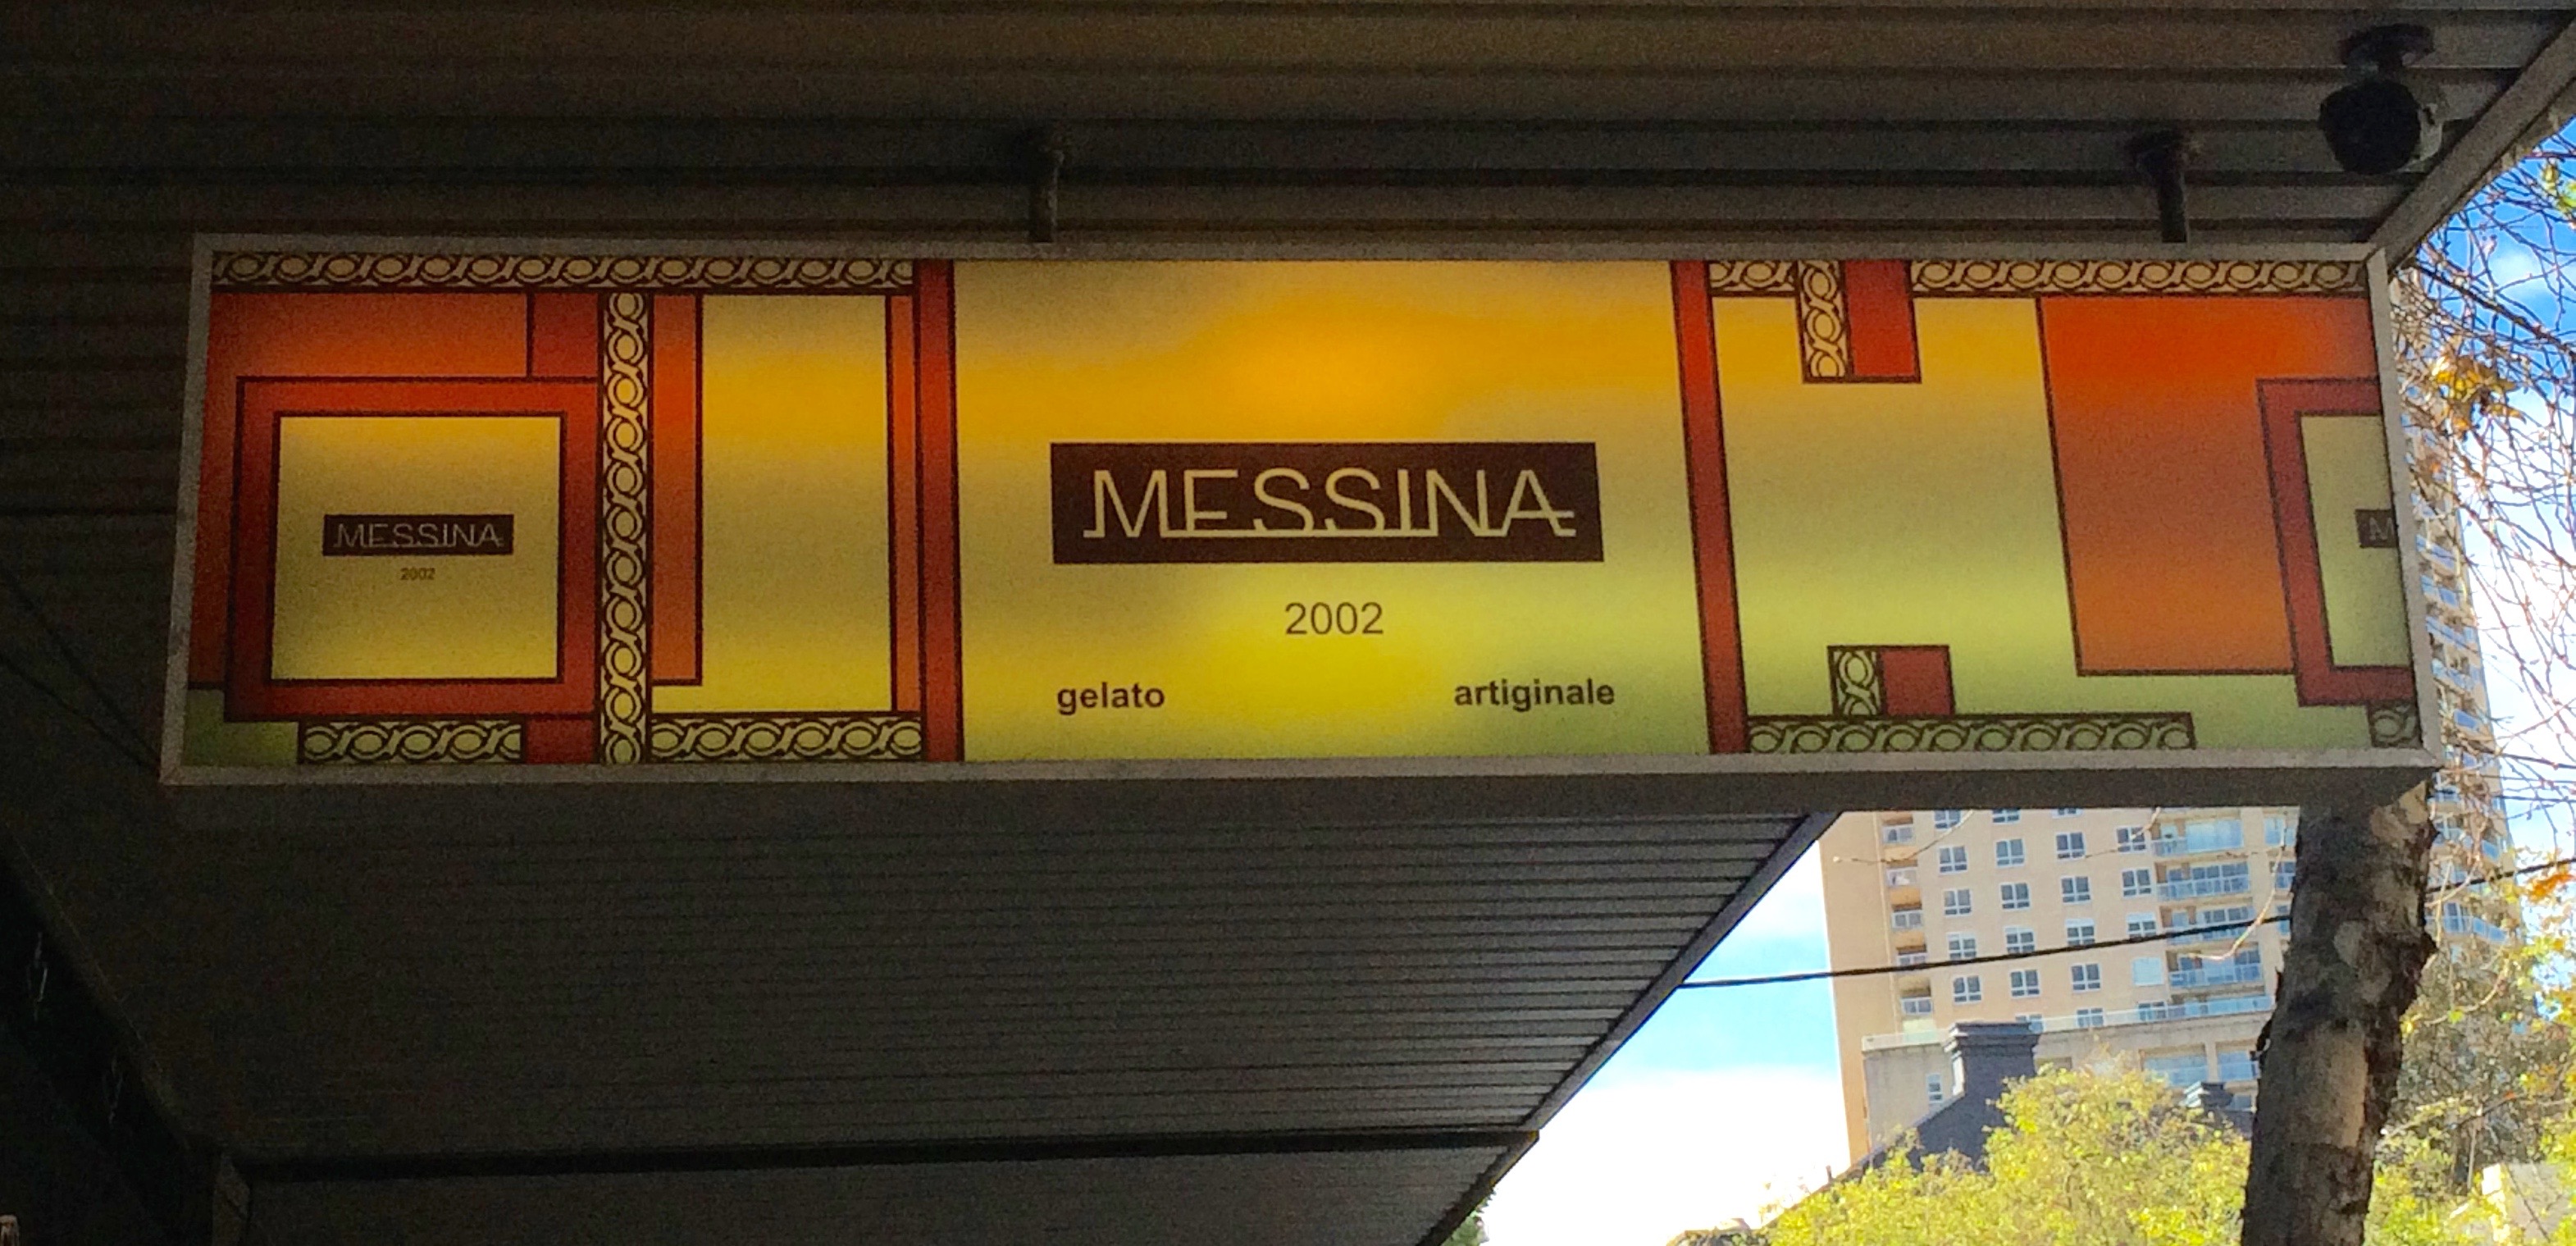 MESSINA
2002
MESSINA
2002
gelato artiginale
M